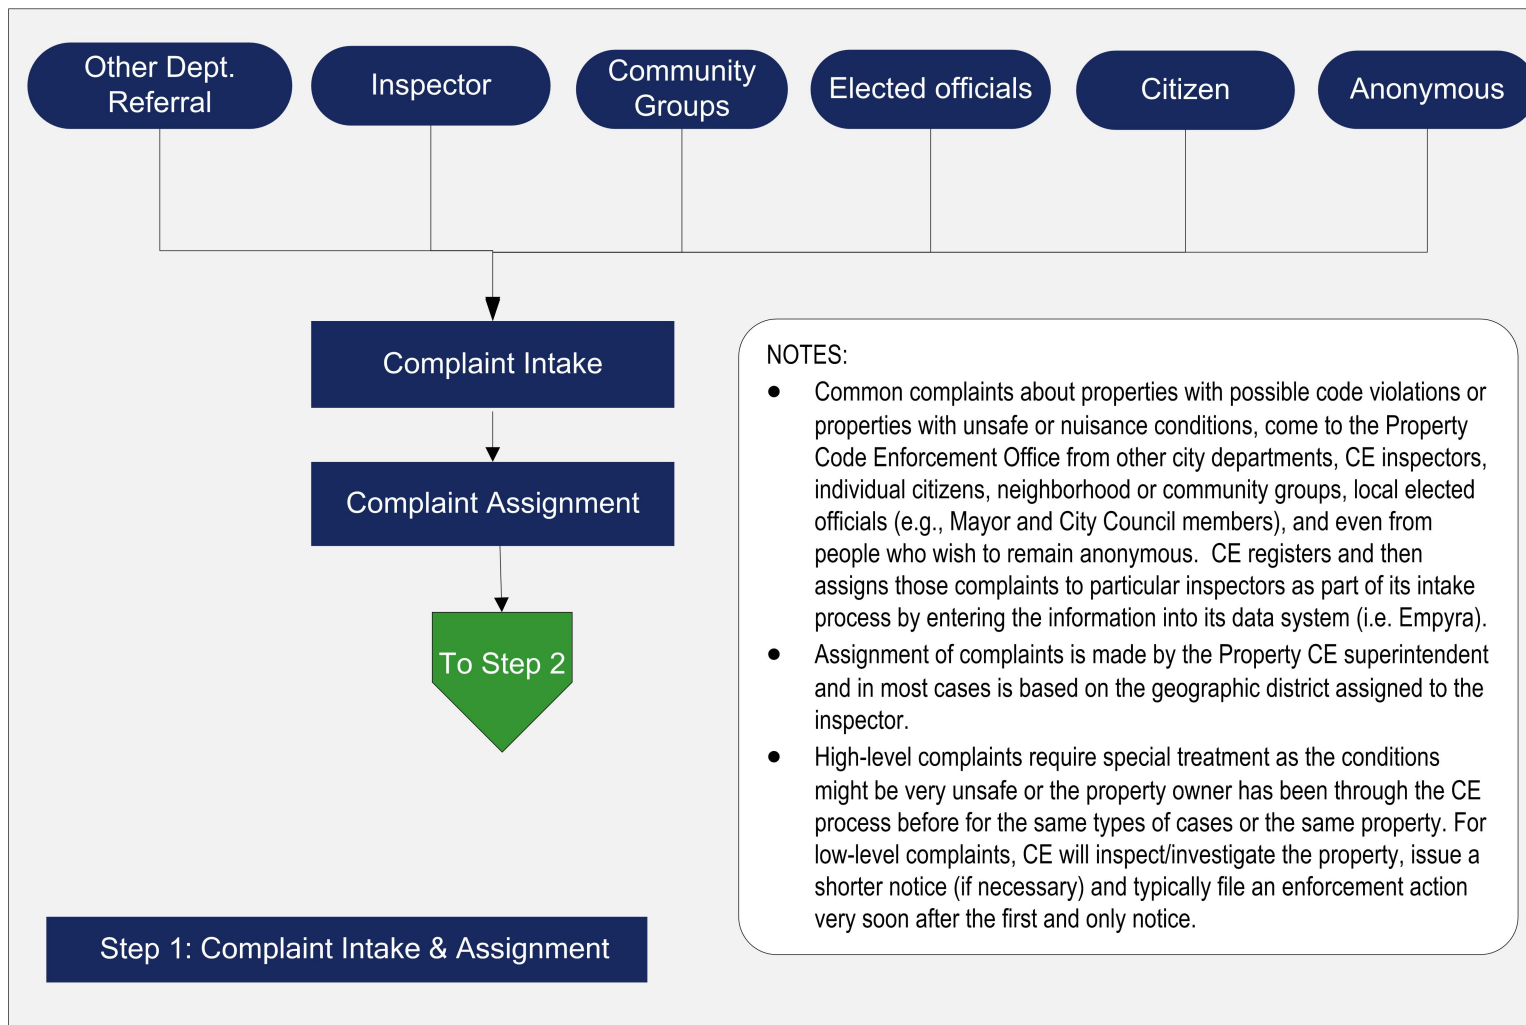 Other Dept.
Referral
Inspector
Community
Groups
Elected officials
Citizen
Anonymous
Complaint Intake
Complaint Assignment
To Step 2
NOTES:
● Common complaints about properties with possible code violations or
properties with unsafe or nuisance conditions, come to the Property
Code Enforcement Office from other city departments, CE inspectors,
individual citizens, neighborhood or community groups, local elected
officials (e.g., Mayor and City Council members), and even from
people who wish to remain anonymous. CE registers and then
assigns those complaints to particular inspectors as part of its intake
process by entering the information into its data system (i.e. Empyra).
● Assignment of complaints is made by the Property CE superintendent
and in most cases is based on the geographic district assigned to the
inspector.
● High-level complaints require special treatment as the conditions
might be very unsafe or the property owner has been through the CE
process before for the same types of cases or the same property. For
low-level complaints, CE will inspect/investigate the property, issue a
shorter notice (if necessary) and typically file an enforcement action
very soon after the first and only notice.
Step 1: Complaint Intake & Assignment